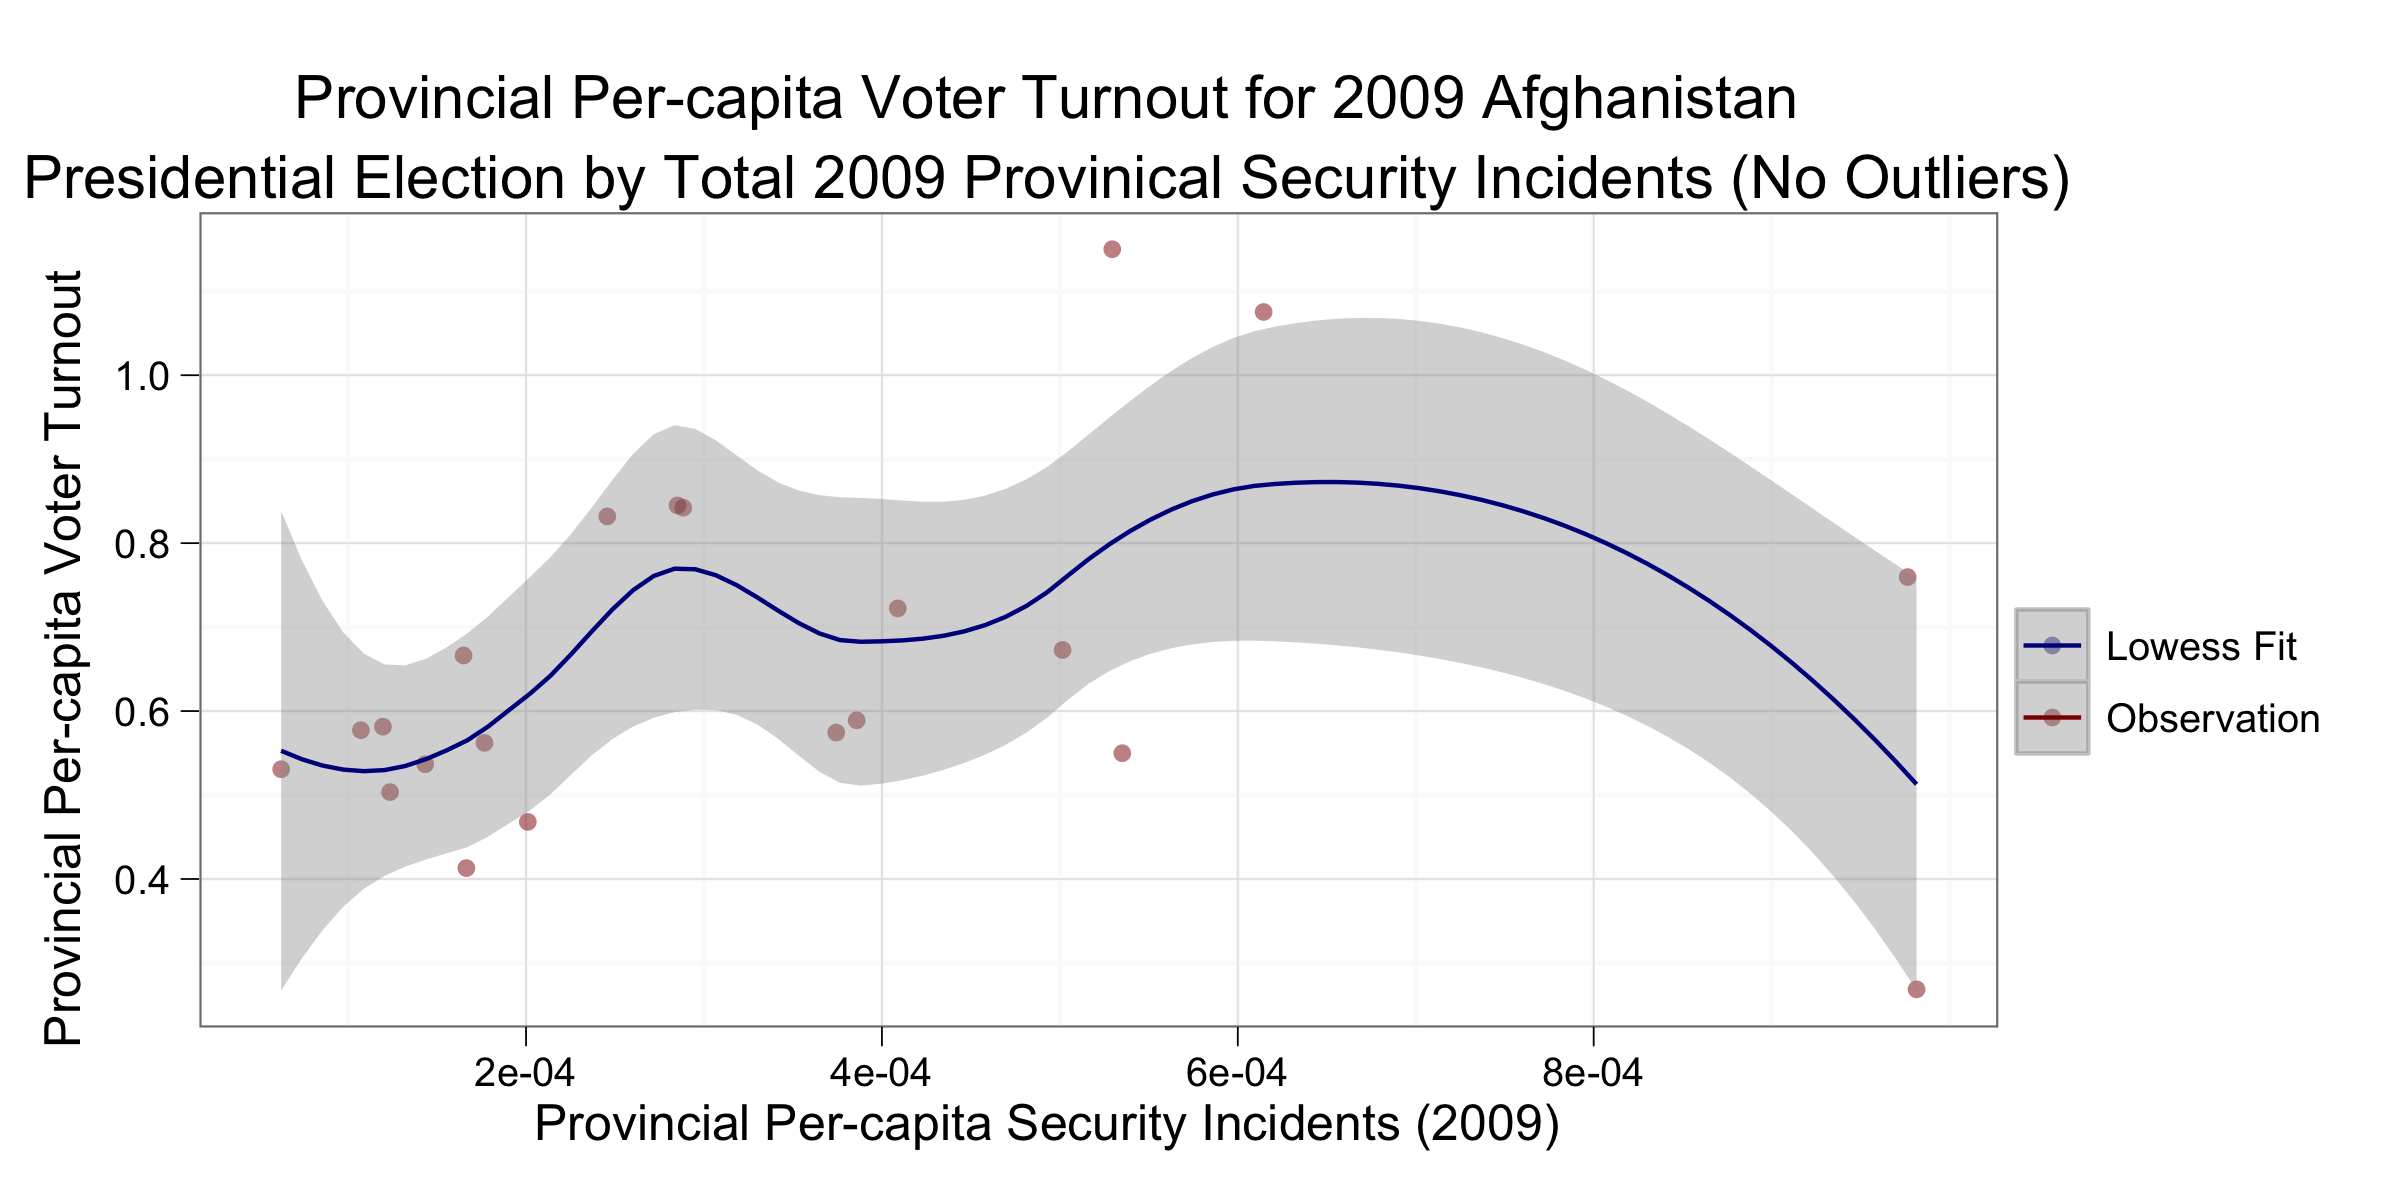 Provincial Per-capita Voter Turnout for 2009 Afghanistan
Presidential Election by Total 2009 Provinical Security Incidents (No Outliers)
Provincial Per-capita Voter Turnout
1.0
0.8
0.6
0.4
2e-04 4e-04 6e-04 8e-04
Provincial Per-capita Security Incidents (2009)
Lowess Fit
Observation